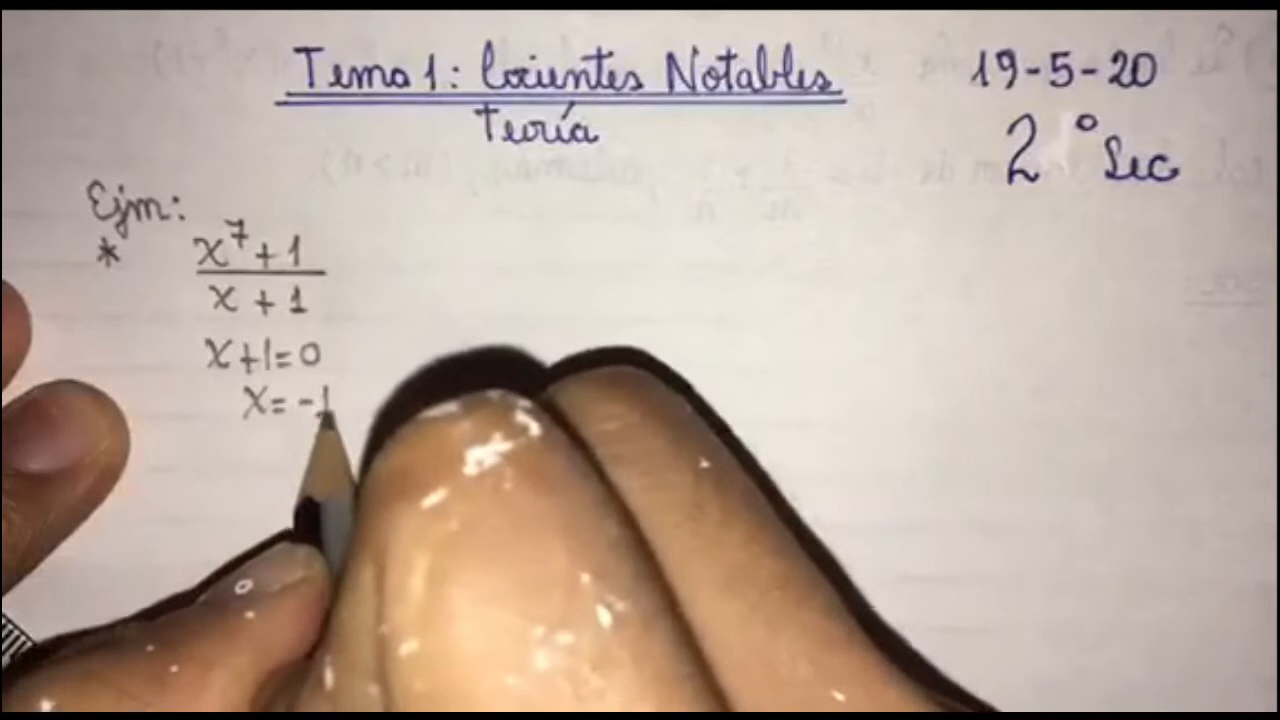 Tema 1: Cocientes Notables
19-5-20
Teoría
2° Sec
Ejm:
* x⁷+1
x+1
x+1=0
x=-1